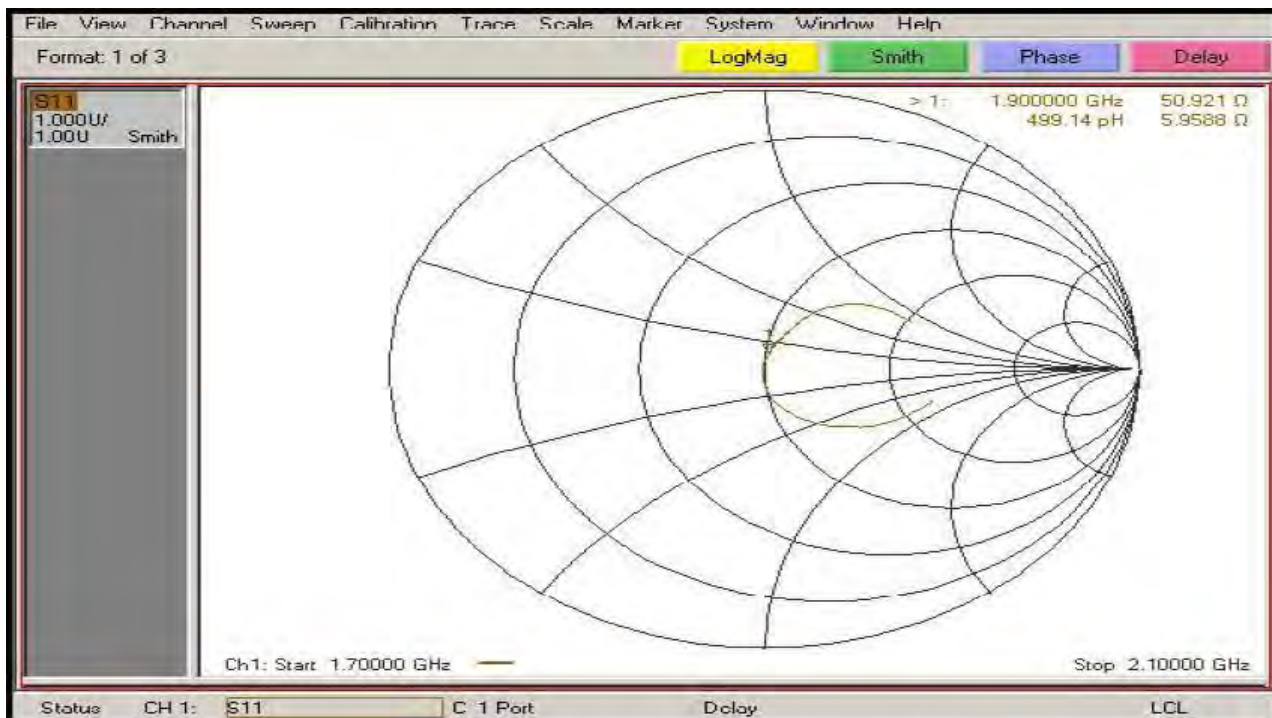 File View Channel Sweep Calibration Trace Scale Marker System Window Help
Format: 1 of 3 LogMag Smith Phase Delay
S11
1.000U/
1.00U Smith
> 1: 1.900000 GHz 50.921 Ω
499.14 pH 5.9588 Ω
1
Ch1: Start 1.70000 GHz Stop 2.10000 GHz
Status CH 1: S11 C 1 Port Delay LCL